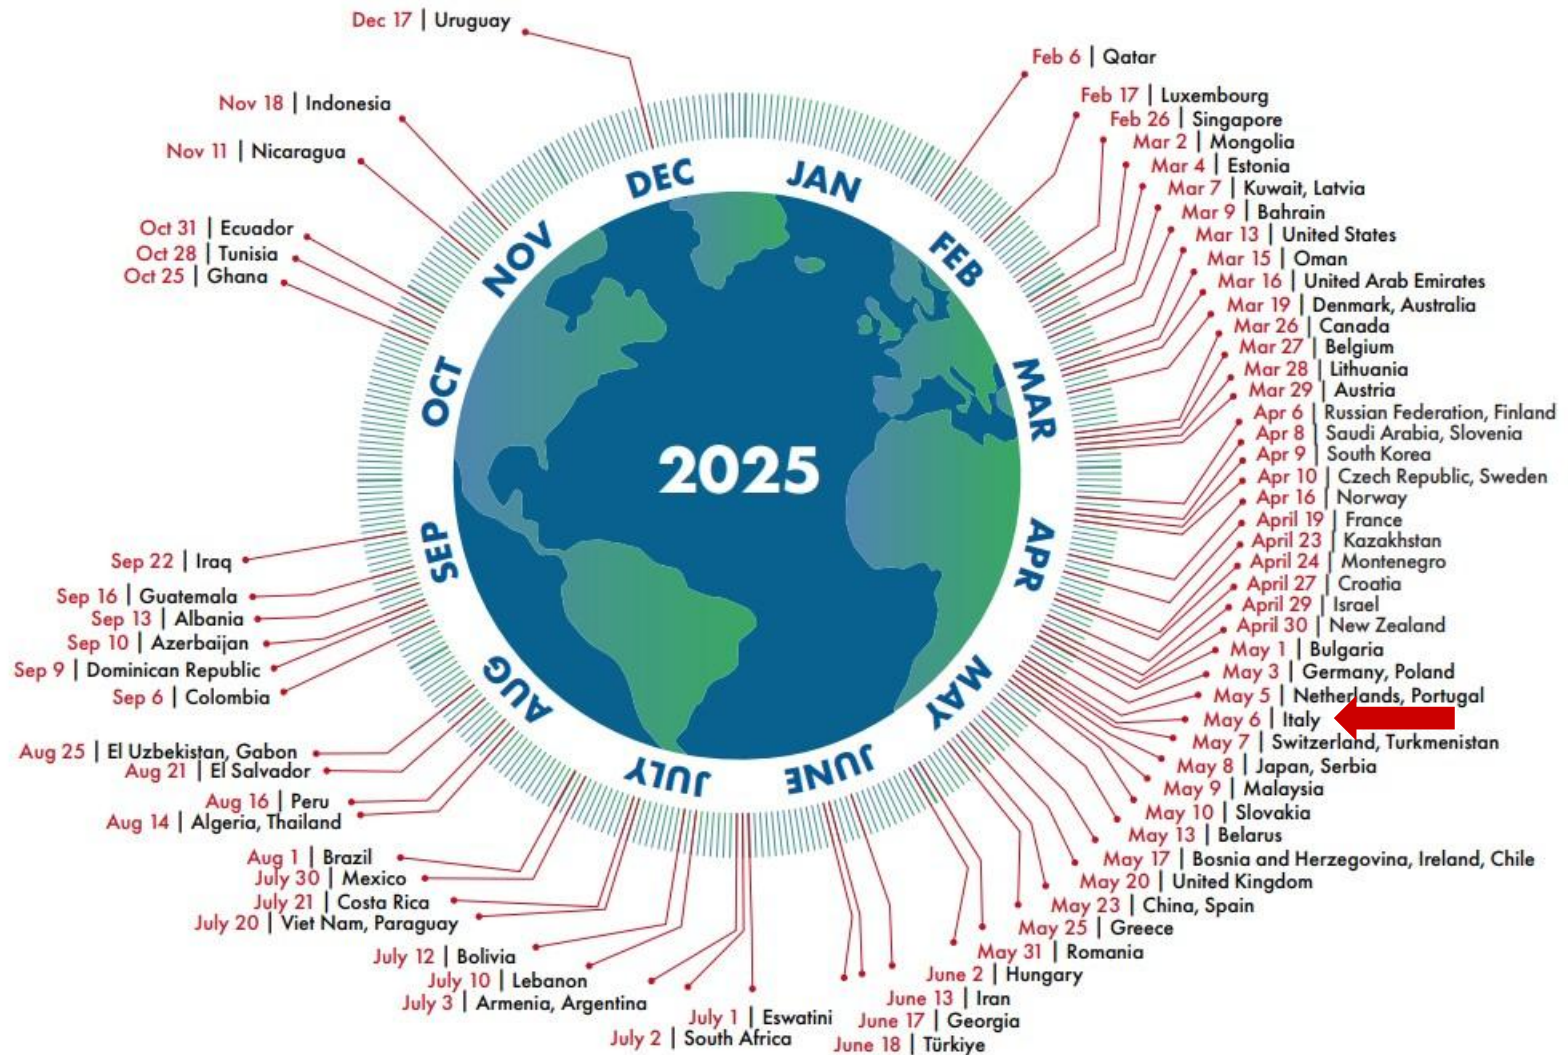 Dec 17 | Uruguay
Nov 18 | Indonesia
Nov 11 | Nicaragua
Oct 31 | Ecuador
Oct 28 | Tunisia
Oct 25 | Ghana
Sep 22 | Iraq
Sep 16 | Guatemala
Sep 13 | Albania
Sep 10 | Azerbaijan
Sep 9 | Dominican Republic
Sep 6 | Colombia
Aug 25 | El Uzbekistan, Gabon
Aug 21 | El Salvador
Aug 16 | Peru
Aug 14 | Algeria, Thailand
Aug 1 | Brazil
July 30 | Mexico
July 21 | Costa Rica
July 20 | Viet Nam, Paraguay
July 12 | Bolivia
July 10 | Lebanon
July 3 | Armenia, Argentina
July 1 | Eswatini
July 2 | South Africa
JAN
FEB
MAR
APR
MAY
JUNE
JULY
AUG
SEP
OCT
NOV
DEC
2025
Feb 6 | Qatar
Feb 17 | Luxembourg
Feb 26 | Singapore
Mar 2 | Mongolia
Mar 4 | Estonia
Mar 7 | Kuwait, Latvia
Mar 9 | Bahrain
Mar 13 | United States
Mar 15 | Oman
Mar 16 | United Arab Emirates
Mar 19 | Denmark, Australia
Mar 26 | Canada
Mar 27 | Belgium
Mar 28 | Lithuania
Mar 29 | Austria
Apr 6 | Russian Federation, Finland
Apr 8 | Saudi Arabia, Slovenia
Apr 9 | South Korea
Apr 10 | Czech Republic, Sweden
Apr 16 | Norway
April 19 | France
April 23 | Kazakhstan
April 24 | Montenegro
April 27 | Croatia
April 29 | Israel
April 30 | New Zealand
May 1 | Bulgaria
May 3 | Germany, Poland
May 5 | Netherlands, Portugal
May 6 | Italy
May 7 | Switzerland, Turkmenistan
May 8 | Japan, Serbia
May 9 | Malaysia
May 10 | Slovakia
May 13 | Belarus
May 17 | Bosnia and Herzegovina, Ireland, Chile
May 20 | United Kingdom
May 23 | China, Spain
May 25 | Greece
May 31 | Romania
June 2 | Hungary
June 13 | Iran
June 17 | Georgia
June 18 | Türkiye